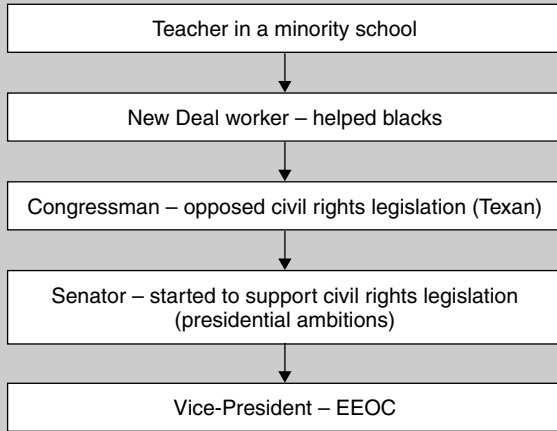 Teacher in a minority school
New Deal worker – helped blacks
Congressman – opposed civil rights legislation (Texan)
Senator – started to support civil rights legislation
(presidential ambitions)
Vice-President – EEOC